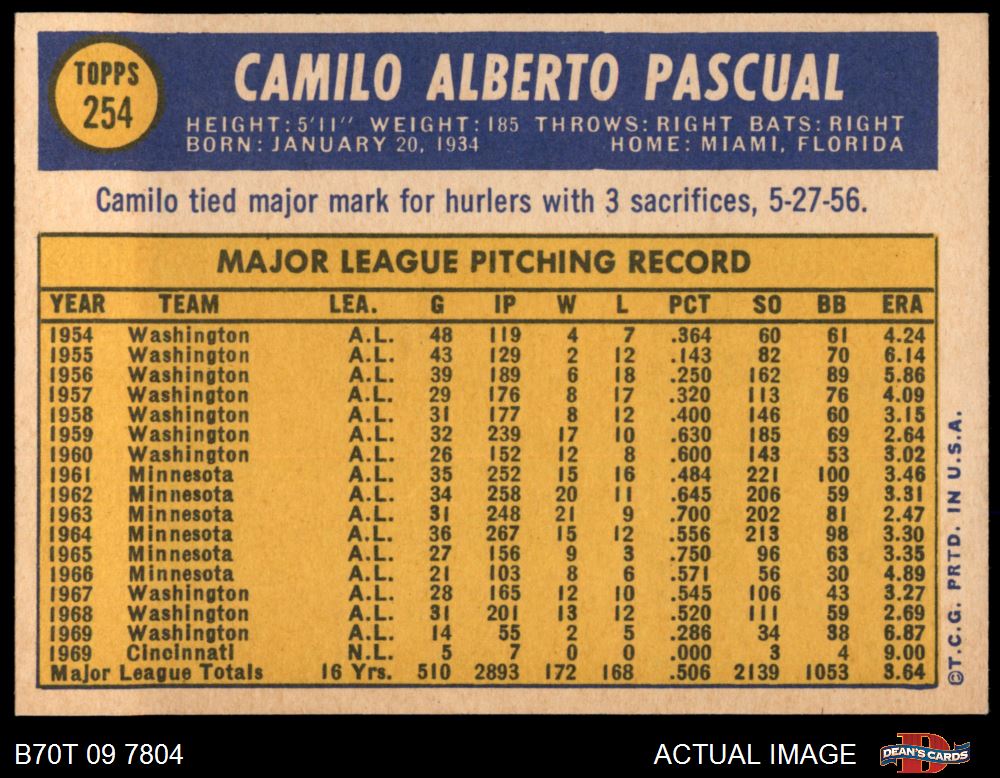 TOPPS
254
CAMILO ALBERTO PASCUAL
HEIGHT: 5'11" WEIGHT: 185 THROWS: RIGHT BATS: RIGHT
BORN: JANUARY 20, 1934 HOME: MIAMI, FLORIDA
Camilo tied major mark for hurlers with 3 sacrifices, 5-27-56.
MAJOR LEAGUE PITCHING RECORD
YEAR TEAM LEA. G IP W L PCT SO BB ERA
1954 Washington A.L. 48 119 4 7 .364 60 61 4.24
1955 Washington A.L. 43 129 2 12 .143 82 70 6.14
1956 Washington A.L. 39 189 6 18 .250 162 89 5.86
1957 Washington A.L. 29 176 8 17 .320 113 76 4.09
1958 Washington A.L. 31 177 8 12 .400 146 60 3.15
1959 Washington A.L. 32 239 17 10 .630 185 69 2.64
1960 Washington A.L. 26 152 12 8 .600 143 53 3.02
1961 Minnesota A.L. 35 252 15 16 .484 221 100 3.46
1962 Minnesota A.L. 34 258 20 11 .645 206 59 3.31
1963 Minnesota A.L. 31 248 21 9 .700 202 81 2.47
1964 Minnesota A.L. 36 267 15 12 .556 213 98 3.30
1965 Minnesota A.L. 27 156 9 3 .750 96 63 3.35
1966 Minnesota A.L. 21 103 8 6 .571 56 30 4.89
1967 Washington A.L. 28 165 12 10 .545 106 43 3.27
1968 Washington A.L. 31 201 13 12 .520 111 59 2.69
1969 Washington A.L. 14 55 2 5 .286 34 38 6.87
1969 Cincinnati N.L. 5 7 0 0 .000 3 4 9.00
Major League Totals 16 Yrs. 510 2893 172 168 .506 2139 1053 3.64
©T.C.G. PRTD. IN U.S.A.
B70T 09 7804
ACTUAL IMAGE
DEAN'S CARDS